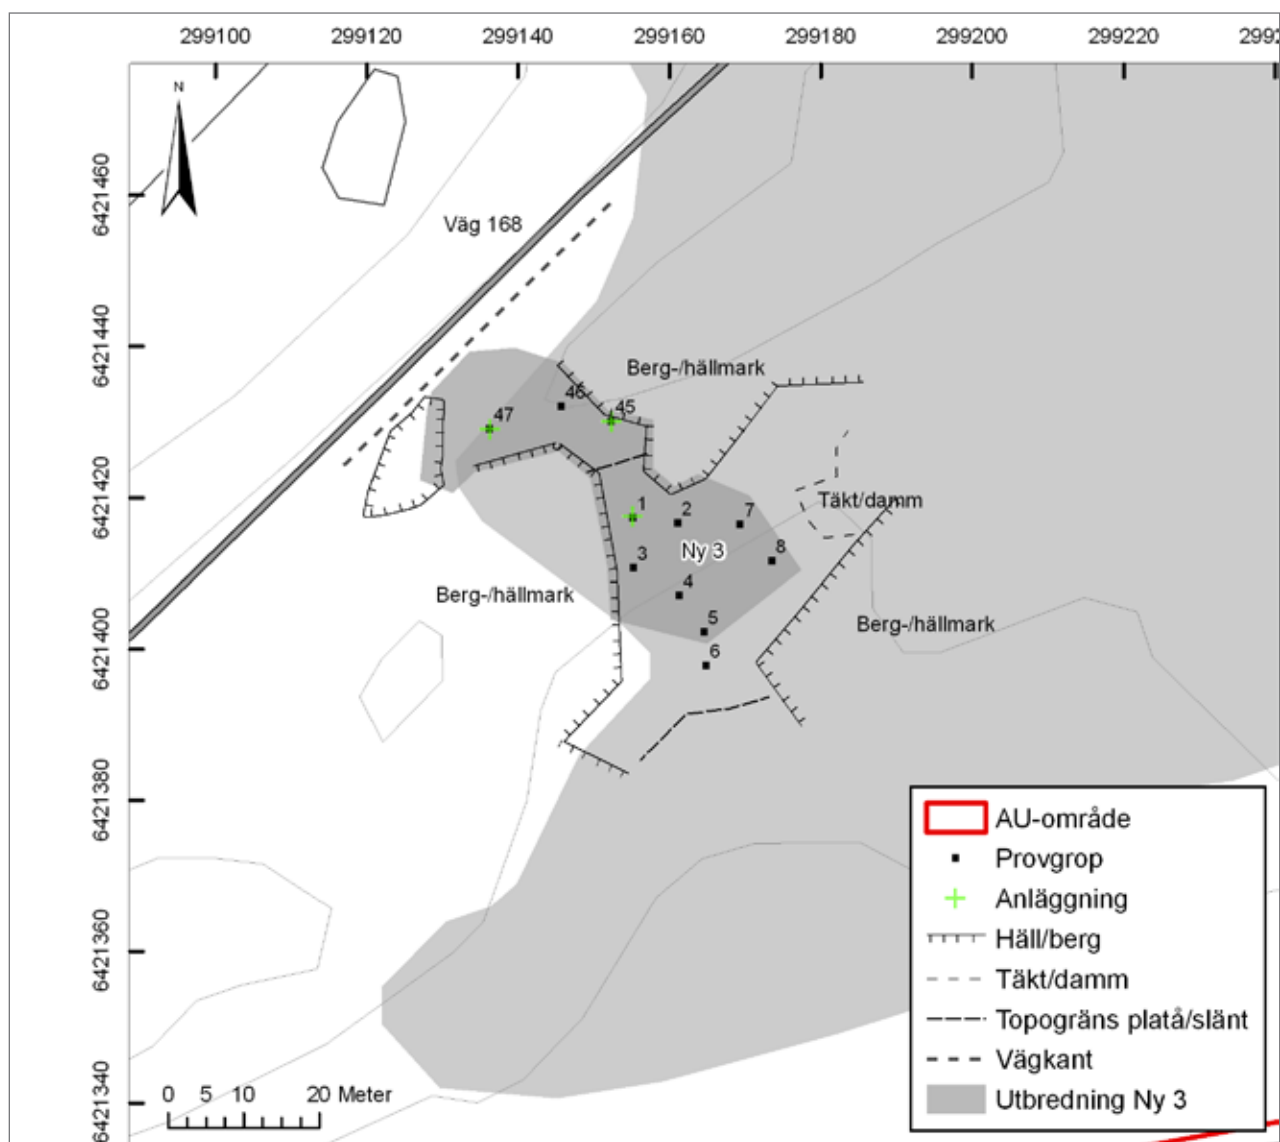 299100 299120 299140 299160 299180 299200 299220
N
6421460
Väg 168
6421440
Berg-/hällmark
47 46 45
6421420
Täkt/damm
1 2 7
Ny 3
3 8
4
Berg-/hällmark
5
Berg-/hällmark
6421400
6
6421380
AU-område
Provgrop
Anläggning
Häll/berg
6421360
Täkt/damm
Topogräns platå/slänt
Vägkant
Utbredning Ny 3
0 5 10 20 Meter
6421340